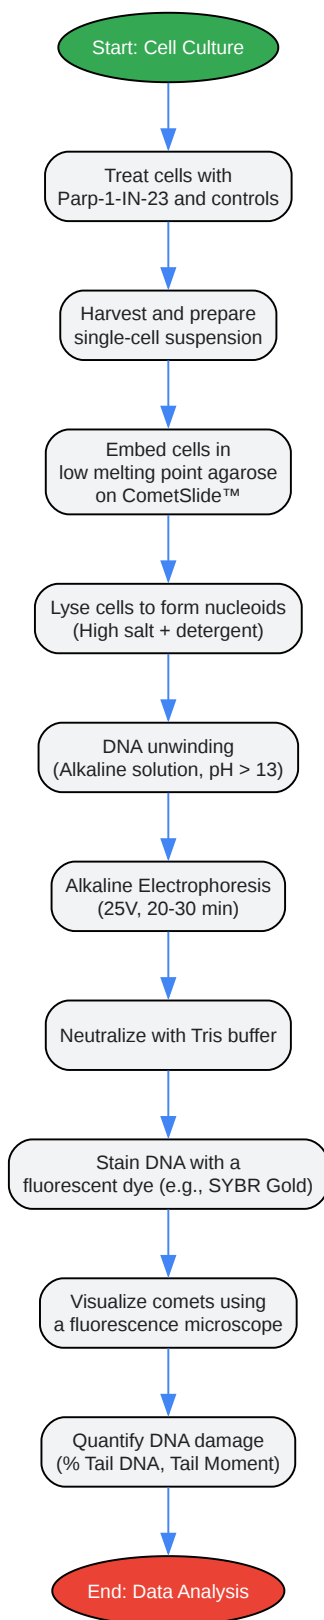 Start: Cell Culture
Treat cells with
Parp-1-IN-23 and controls
Harvest and prepare
single-cell suspension
Embed cells in
low melting point agarose
on CometSlide™
Lyse cells to form nucleoids
(High salt + detergent)
DNA unwinding
(Alkaline solution, pH > 13)
Alkaline Electrophoresis
(25V, 20-30 min)
Neutralize with Tris buffer
Stain DNA with a
fluorescent dye (e.g., SYBR Gold)
Visualize comets using
a fluorescence microscope
Quantify DNA damage
(% Tail DNA, Tail Moment)
End: Data Analysis